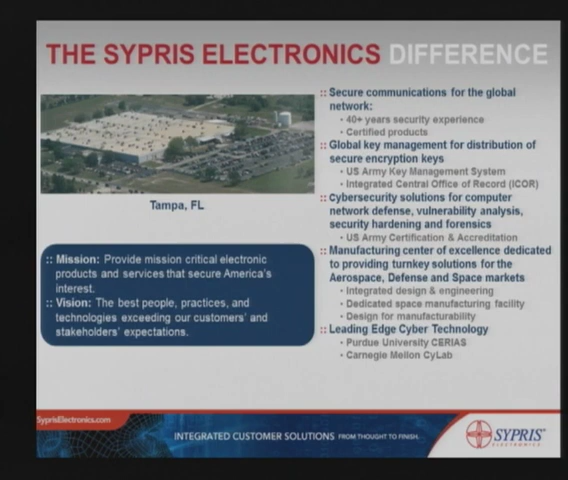 THE SYPRIS ELECTRONICS DIFFERENCE
Tampa, FL
:: Mission: Provide mission critical electronic
products and services that secure America's
interest.
:: Vision: The best people, practices, and
technologies exceeding our customers' and
stakeholders' expectations.
:: Secure communications for the global
network:
• 40+ years security experience
• Certified products
:: Global key management for distribution of
secure encryption keys
• US Army Key Management System
• Integrated Central Office of Record (ICOR)
:: Cybersecurity solutions for computer
network defense, vulnerability analysis,
security hardening and forensics
• US Army Certification & Accreditation
:: Manufacturing center of excellence dedicated
to providing turnkey solutions for the
Aerospace, Defense and Space markets
• Integrated design & engineering
• Dedicated space manufacturing facility
• Design for manufacturability
:: Leading Edge Cyber Technology
• Purdue University CERIAS
• Carnegie Mellon CyLab
SyprisElectronics.com
INTEGRATED CUSTOMER SOLUTIONS FROM THOUGHT TO FINISH.
SYPRIS
ELECTRONICS